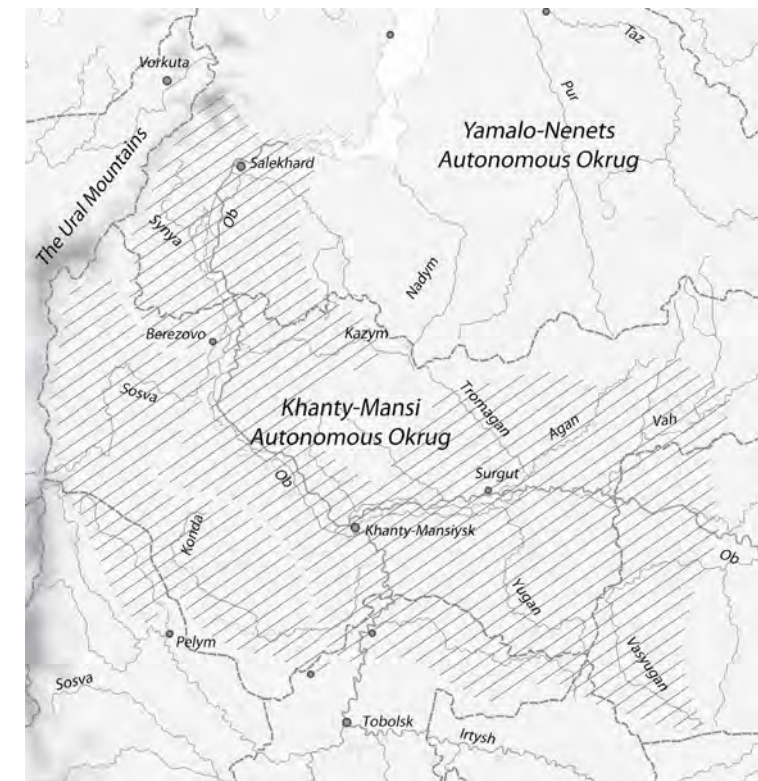 Taz
Vorkuta
Pur
Yamalo-Nenets
Autonomous Okrug
The Ural Mountains
Salekhard
Ob
Synya
Nadym
Berezovo
Kazym
Sosva
Tromagan
Khanty-Mansi
Autonomous Okrug
Agan
Vah
Surgut
Ob
Khanty-Mansiysk
Konda
Ob
Yugan
Pelym
Vasyugan
Sosva
Tobolsk
Irtysh